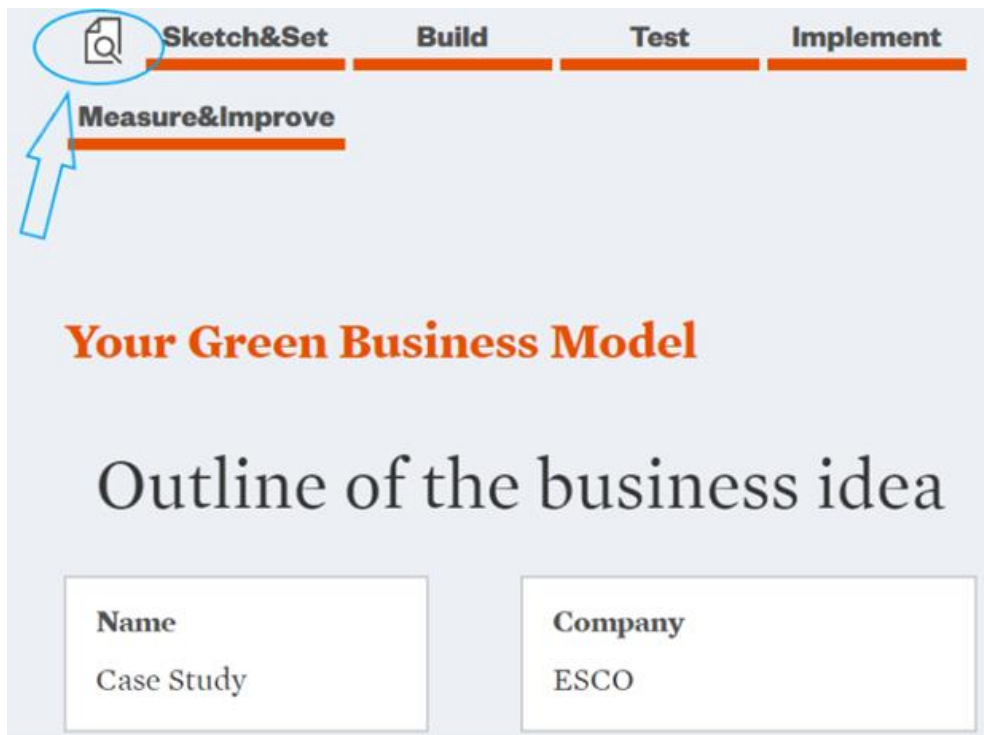 Sketch&Set Build Test Implement
Measure&Improve
Your Green Business Model
Outline of the business idea
Name Company
Case Study ESCO